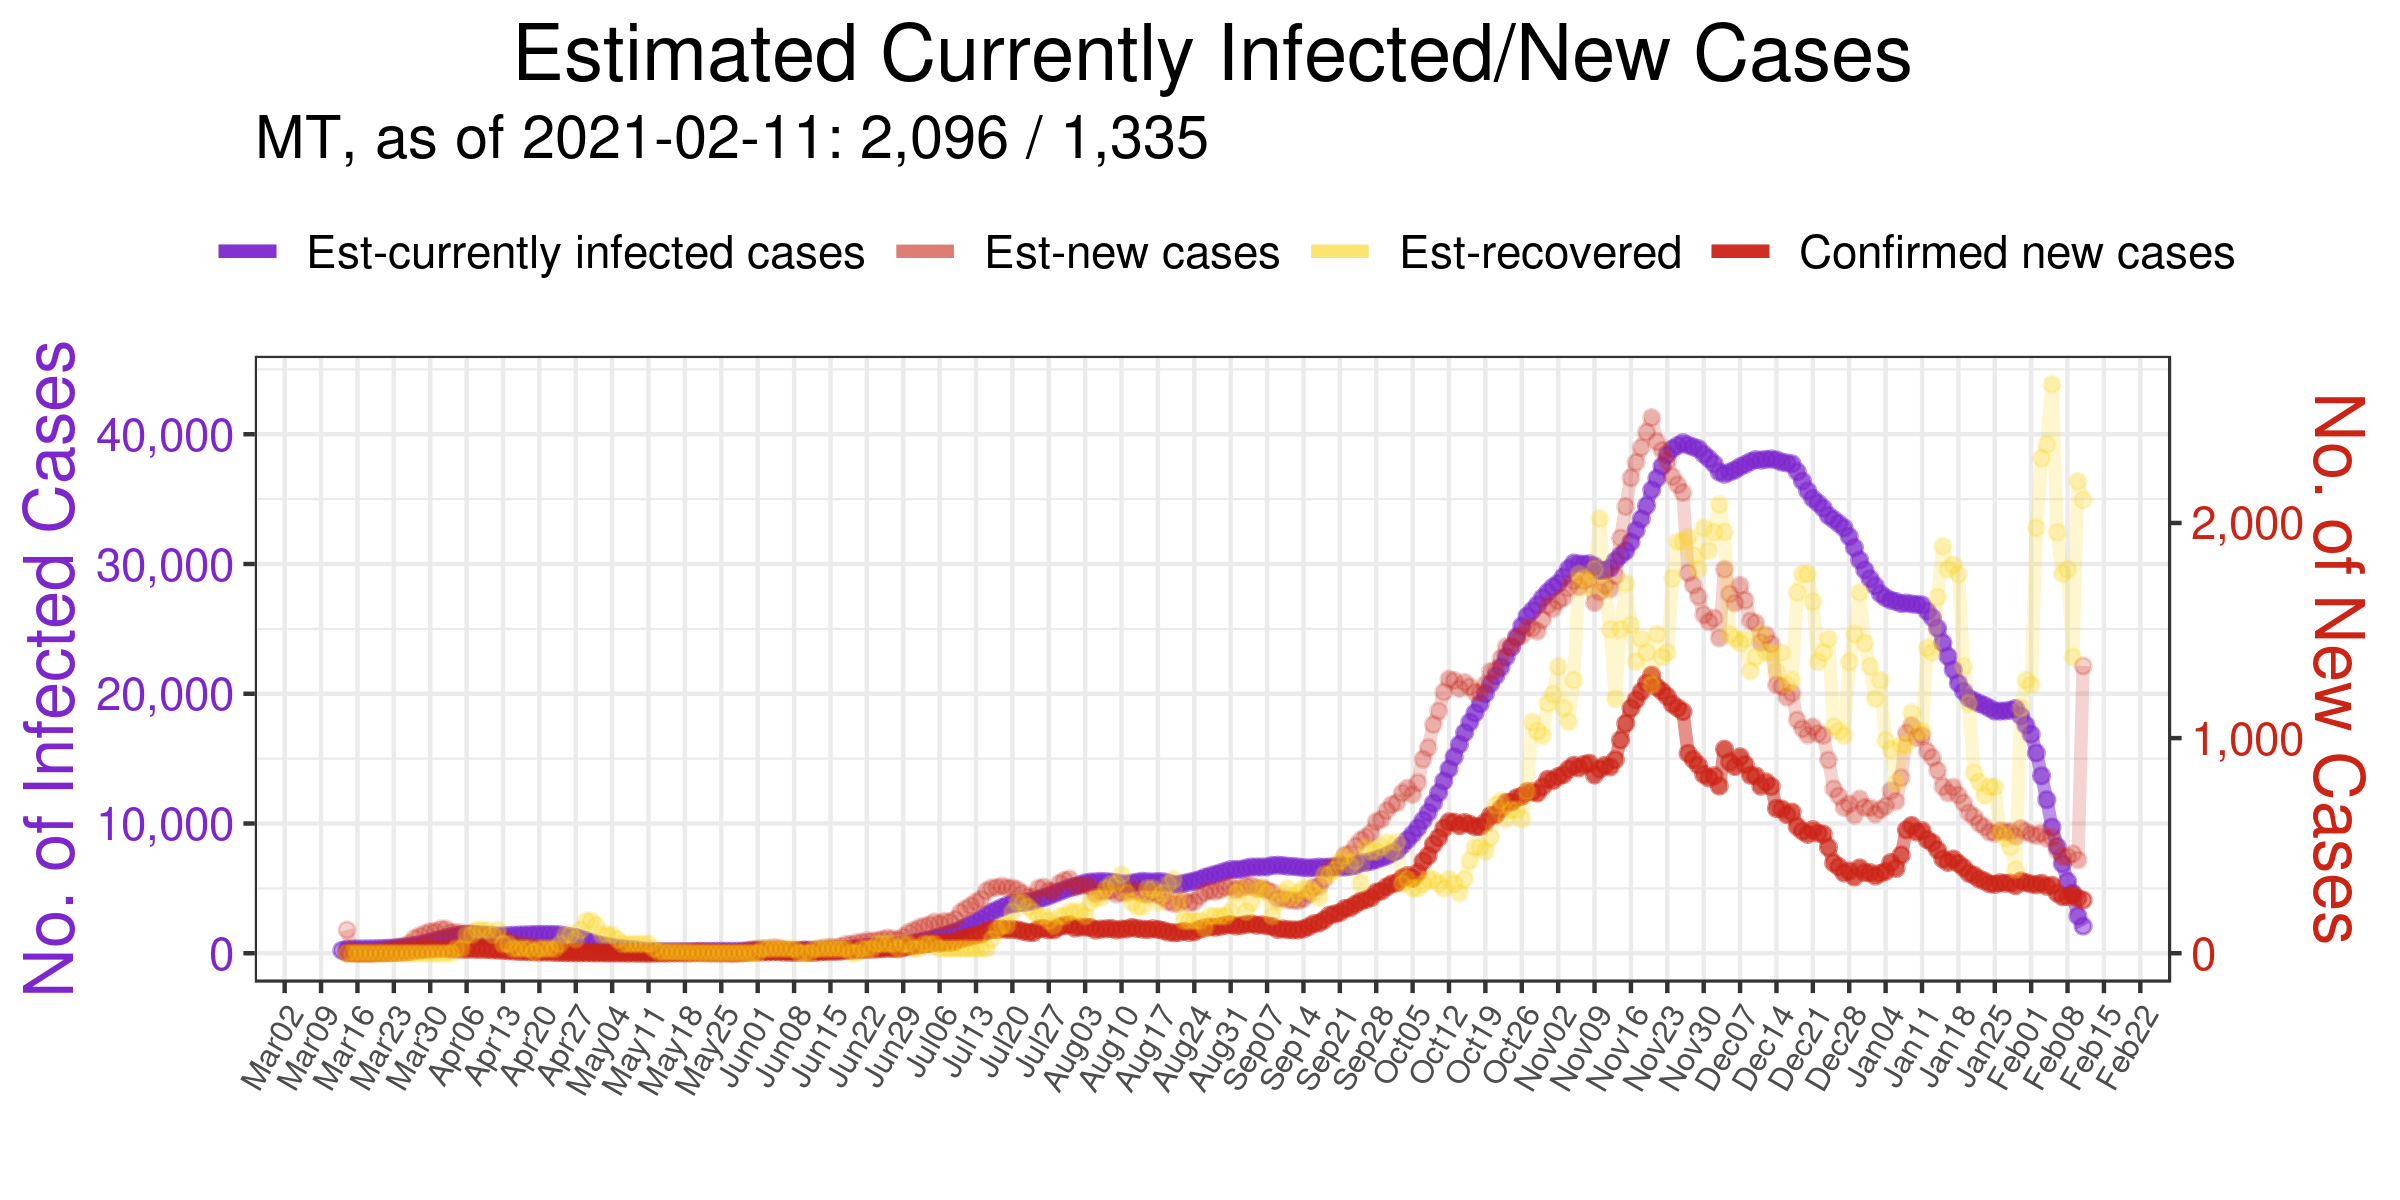 Estimated Currently Infected/New Cases
MT, as of 2021-02-11: 2,096 / 1,335
Est-currently infected cases Est-new cases Est-recovered Confirmed new cases
No. of Infected Cases
40,000
30,000
20,000
10,000
0
2,000
1,000
0
No. of New Cases
Mar02 Mar09 Mar16 Mar23 Mar30 Apr06 Apr13 Apr20 Apr27 May04 May11 May18 May25 Jun01 Jun08 Jun15 Jun22 Jun29 Jul06 Jul13 Jul20 Jul27 Aug03 Aug10 Aug17 Aug24 Aug31 Sep07 Sep14 Sep21 Sep28 Oct05 Oct12 Oct19 Oct26 Nov02 Nov09 Nov16 Nov23 Nov30 Dec07 Dec14 Dec21 Dec28 Jan04 Jan11 Jan18 Jan25 Feb01 Feb08 Feb15 Feb22